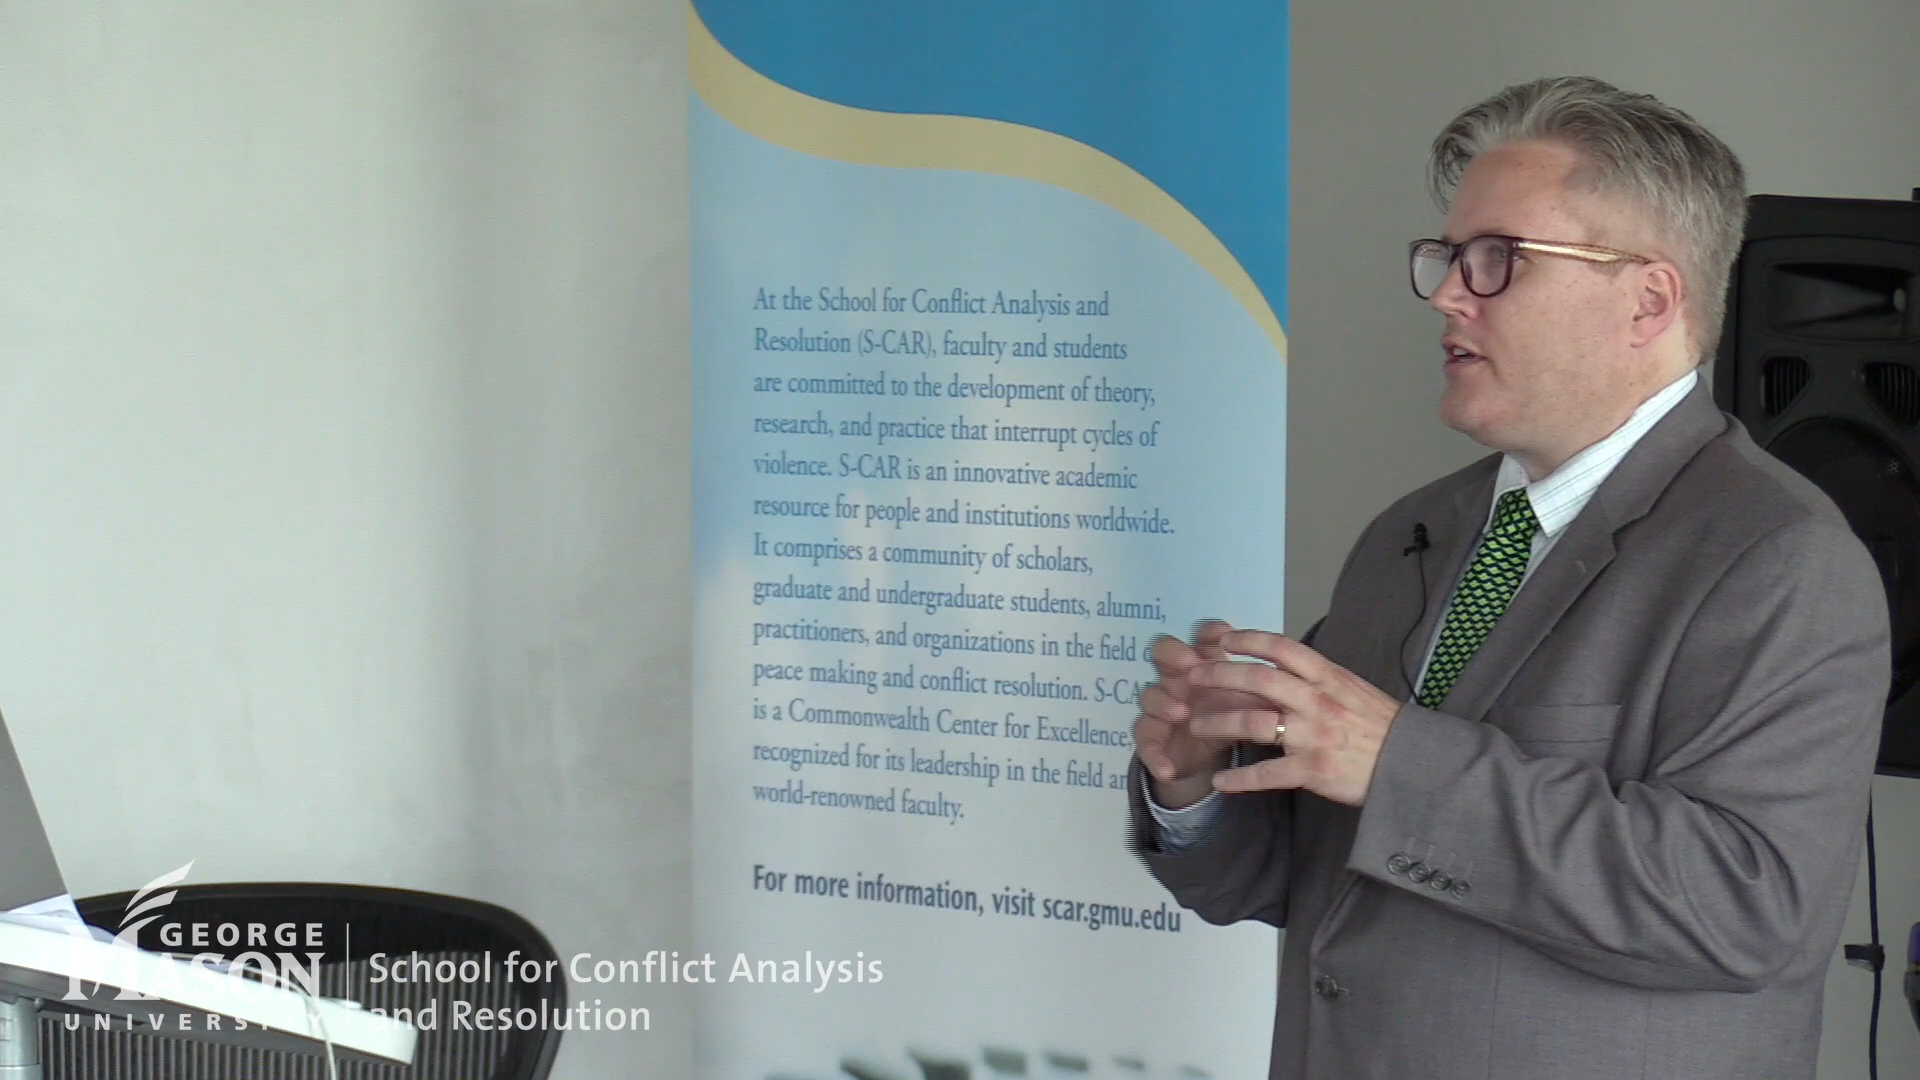 At the School for Conflict Analysis and
Resolution (S-CAR), faculty and students
are committed to the development of theory,
research, and practice that interrupt cycles of
violence. S-CAR is an innovative academic
resource for people and institutions worldwide.
It comprises a community of scholars,
graduate and undergraduate students, alumni,
practitioners, and organizations in the field
peace making and conflict resolution.
is a Commonwealth Center for Excellence,
recognized for its leadership in the field
world-renowned faculty.
For more information, visit scar.gmu.edu
GEORGE
MASON
UNIVERSITY
School for Conflict Analysis
and Resolution